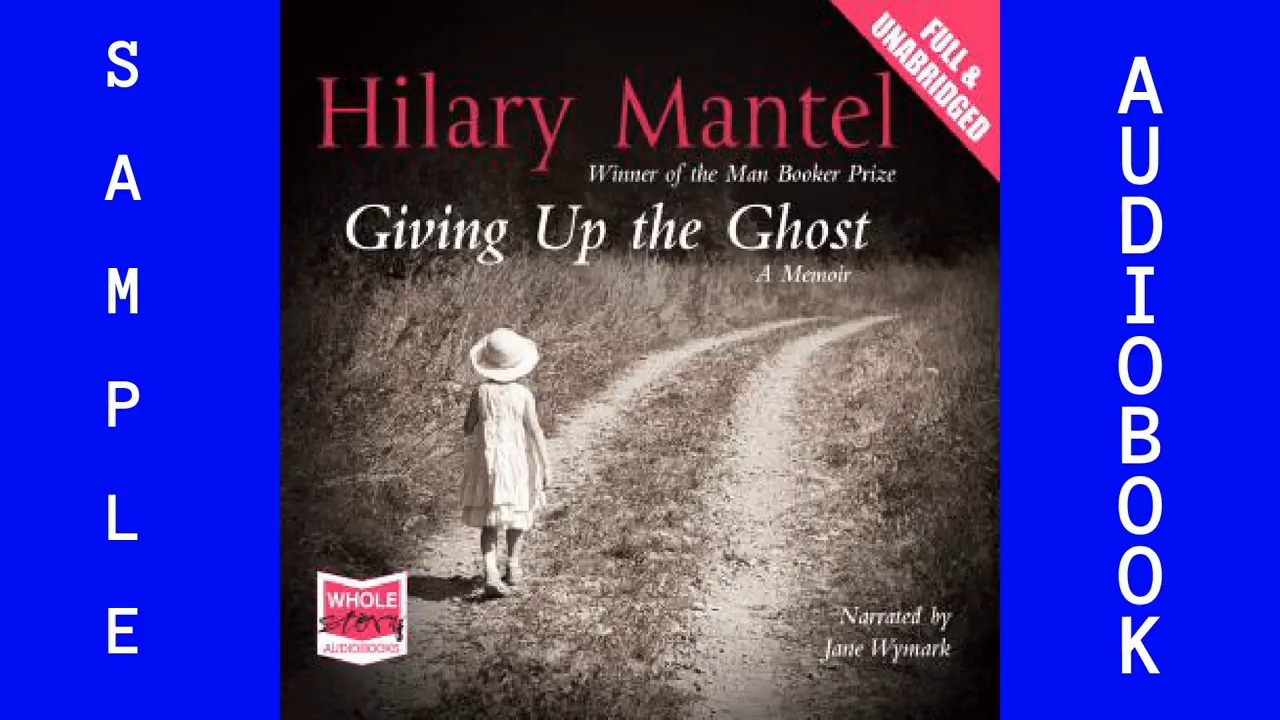 SAMPLE
FULL &
UNABRIDGED
Hilary Mantel
Winner of the Man Booker Prize
Giving Up the Ghost
A Memoir
WHOLE
story
AUDIOBOOKS
Narrated by
Jane Wymark
AUDIOBOOK